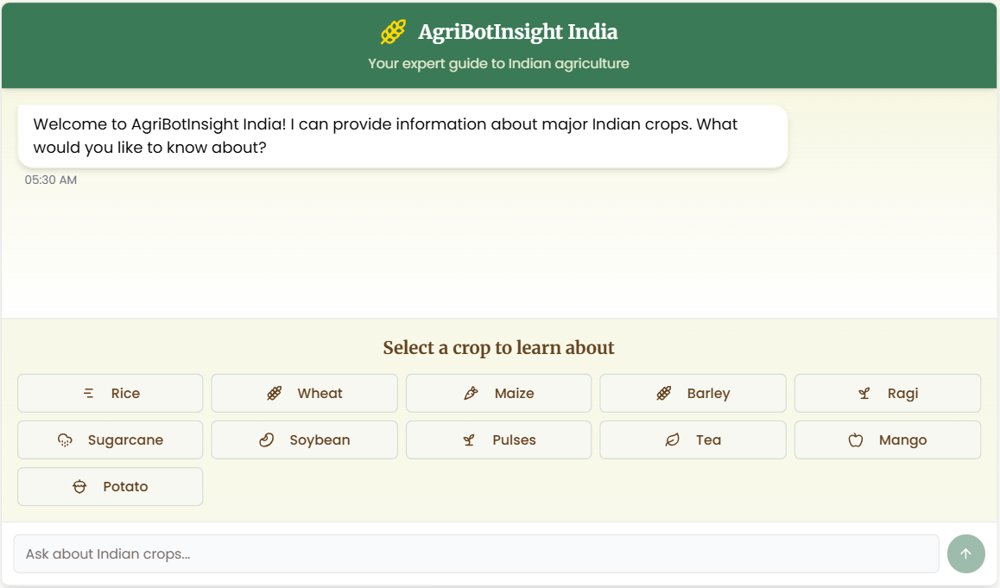 AgriBotInsight India
Your expert guide to Indian agriculture
Welcome to AgriBotInsight India! I can provide information about major Indian crops. What
would you like to know about?
05:30 AM
Select a crop to learn about
Rice Wheat Maize Barley Ragi
Sugarcane Soybean Pulses Tea Mango
Potato
Ask about Indian crops...